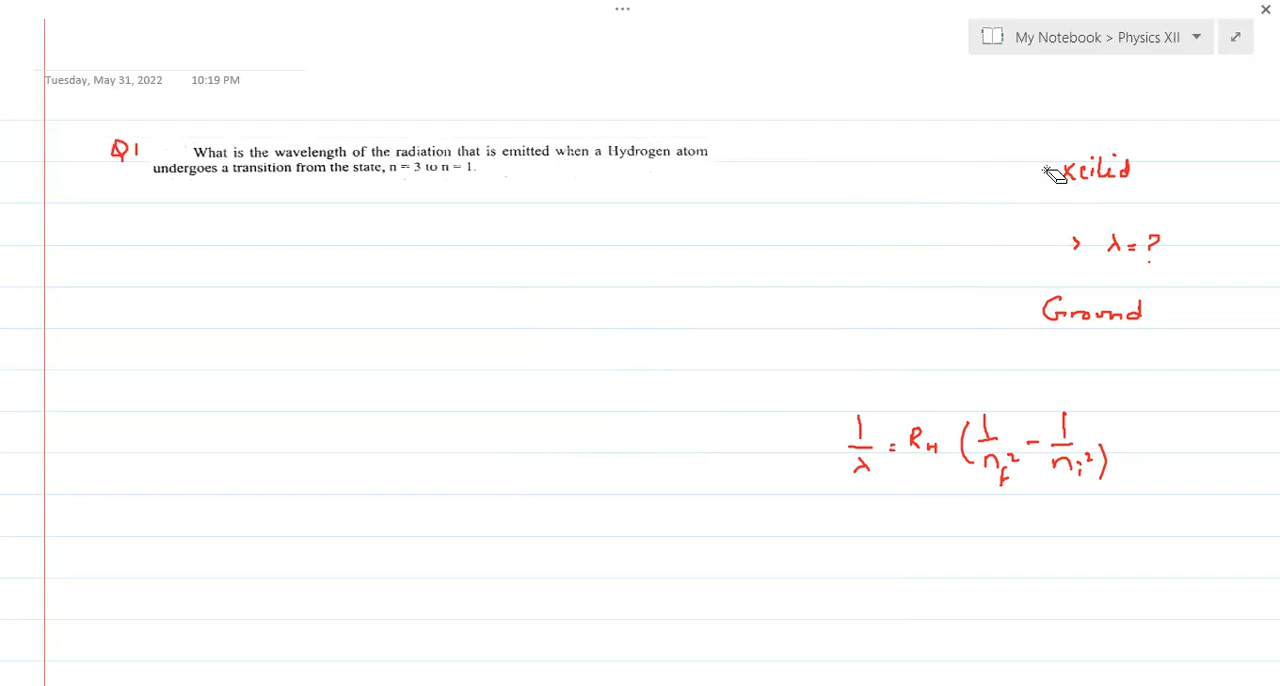 My Notebook > Physics XII
Tuesday, May 31, 2022 10:19 PM
Q1 What is the wavelength of the radiation that is emitted when a Hydrogen atom
undergoes a transition from the state, n = 3 to n = 1.
xcited
λ = ?
Ground
1/λ = R_H (1/n_f² − 1/n_i²)